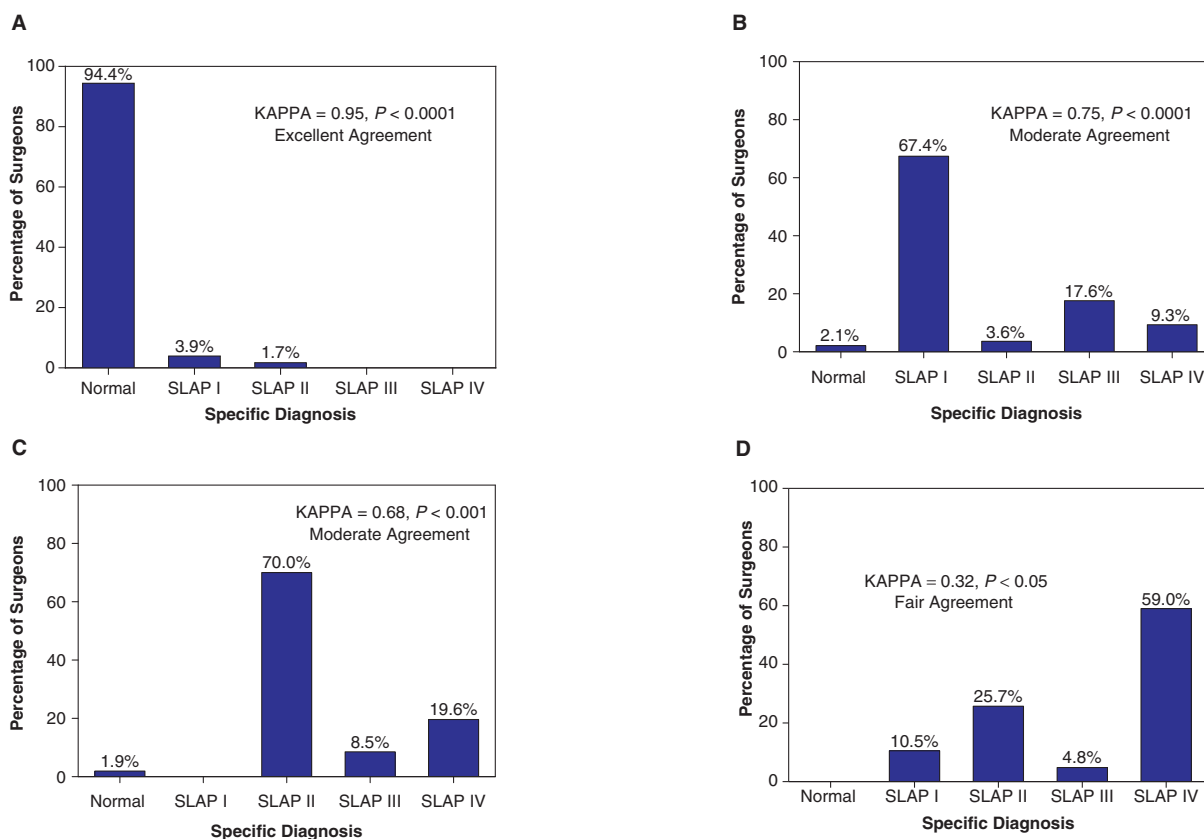 A
Percentage of Surgeons
100
80
60
40
20
0
94.4%
3.9%
1.7%
KAPPA = 0.95, P < 0.0001
Excellent Agreement
Normal SLAP I SLAP II SLAP III SLAP IV
Specific Diagnosis
B
Percentage of Surgeons
100
80
60
40
20
0
2.1%
67.4%
3.6%
17.6%
9.3%
KAPPA = 0.75, P < 0.0001
Moderate Agreement
Normal SLAP I SLAP II SLAP III SLAP IV
Specific Diagnosis
C
Percentage of Surgeons
100
80
60
40
20
0
1.9%
70.0%
8.5%
19.6%
KAPPA = 0.68, P < 0.001
Moderate Agreement
Normal SLAP I SLAP II SLAP III SLAP IV
Specific Diagnosis
D
Percentage of Surgeons
100
80
60
40
20
0
10.5%
25.7%
4.8%
59.0%
KAPPA = 0.32, P < 0.05
Fair Agreement
Normal SLAP I SLAP II SLAP III SLAP IV
Specific Diagnosis